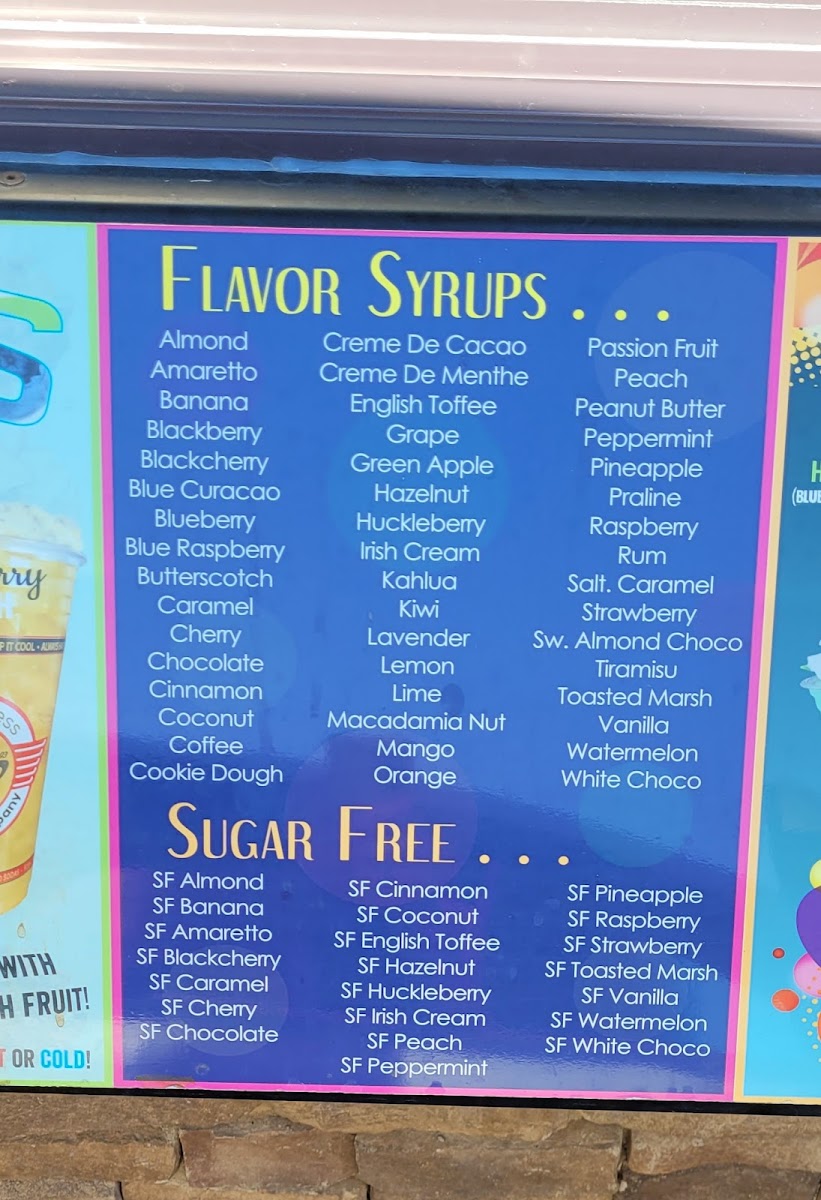 FLAVOR SYRUPS . . .
Almond
Amaretto
Banana
Blackberry
Blackcherry
Blue Curacao
Blueberry
Blue Raspberry
Butterscotch
Caramel
Cherry
Chocolate
Cinnamon
Coconut
Coffee
Cookie Dough
Creme De Cacao
Creme De Menthe
English Toffee
Grape
Green Apple
Hazelnut
Huckleberry
Irish Cream
Kahlua
Kiwi
Lavender
Lemon
Lime
Macadamia Nut
Mango
Orange
Passion Fruit
Peach
Peanut Butter
Peppermint
Pineapple
Praline
Raspberry
Rum
Salt. Caramel
Strawberry
Sw. Almond Choco
Tiramisu
Toasted Marsh
Vanilla
Watermelon
White Choco
SUGAR FREE . . .
SF Almond
SF Banana
SF Amaretto
SF Blackcherry
SF Caramel
SF Cherry
SF Chocolate
SF Cinnamon
SF Coconut
SF English Toffee
SF Hazelnut
SF Huckleberry
SF Irish Cream
SF Peach
SF Peppermint
SF Pineapple
SF Raspberry
SF Strawberry
SF Toasted Marsh
SF Vanilla
SF Watermelon
SF White Choco
WITH
H FRUIT!
T OR COLD!